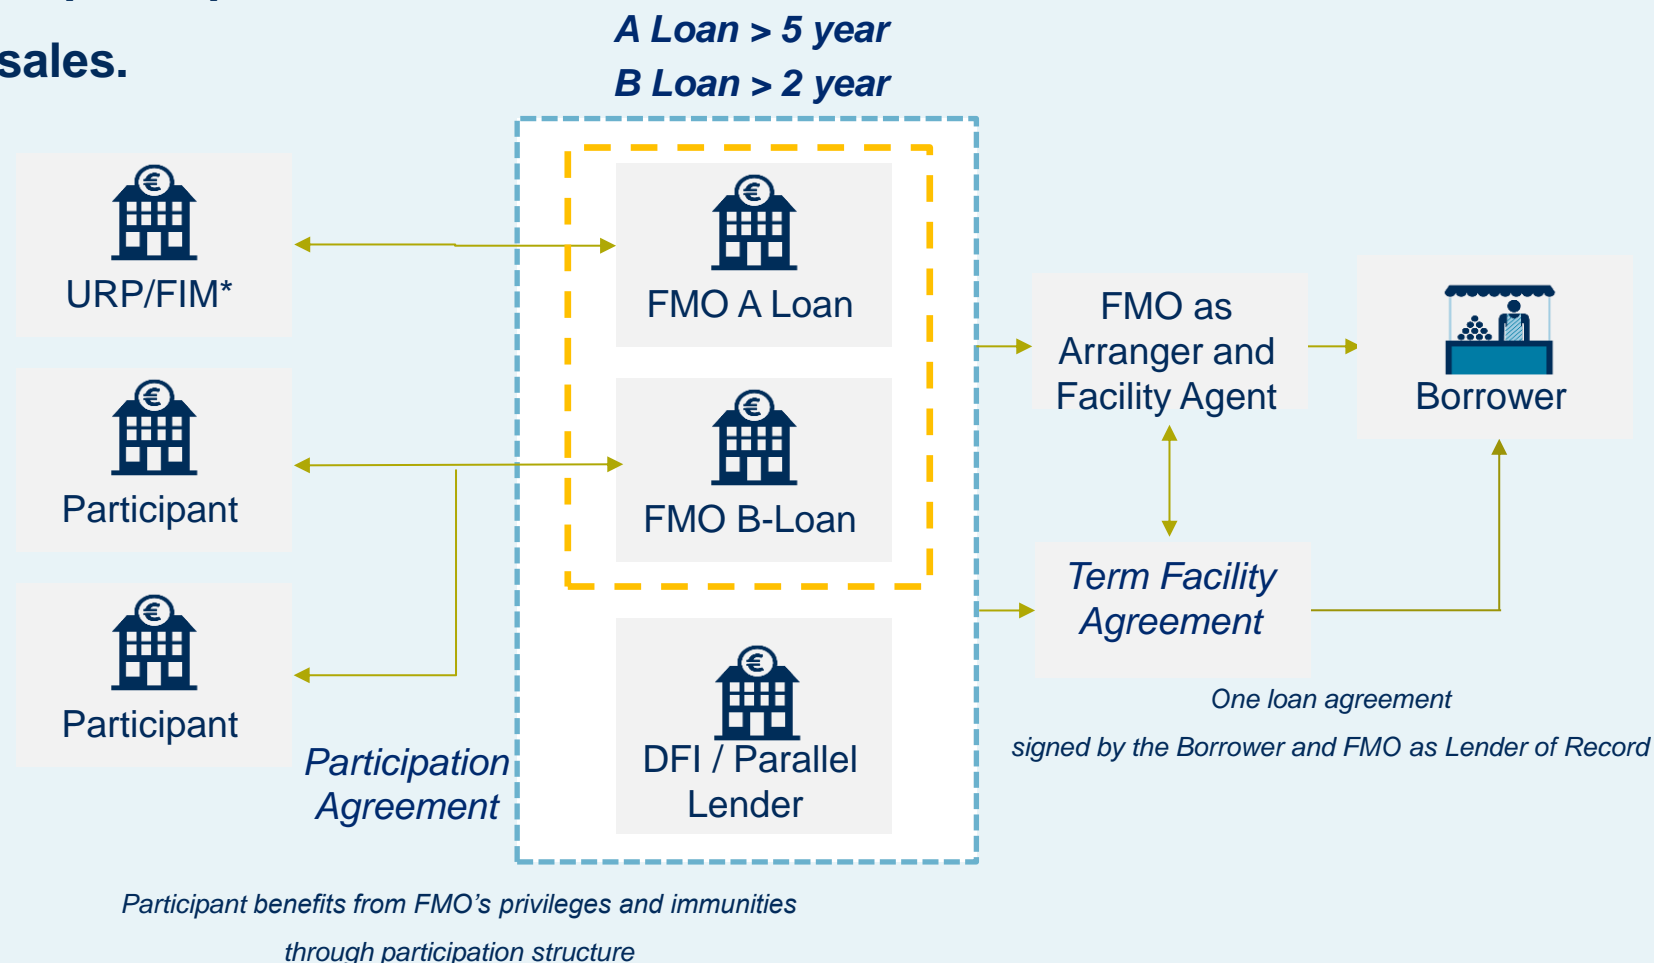 sales.
A Loan > 5 year
B Loan > 2 year
€
URP/FIM*
€
Participant
€
Participant
Participation
Agreement
€
FMO A Loan
€
FMO B-Loan
€
DFI / Parallel
Lender
FMO as
Arranger and
Facility Agent
Borrower
Term Facility
Agreement
One loan agreement
signed by the Borrower and FMO as Lender of Record
Participant benefits from FMO’s privileges and immunities
through participation structure